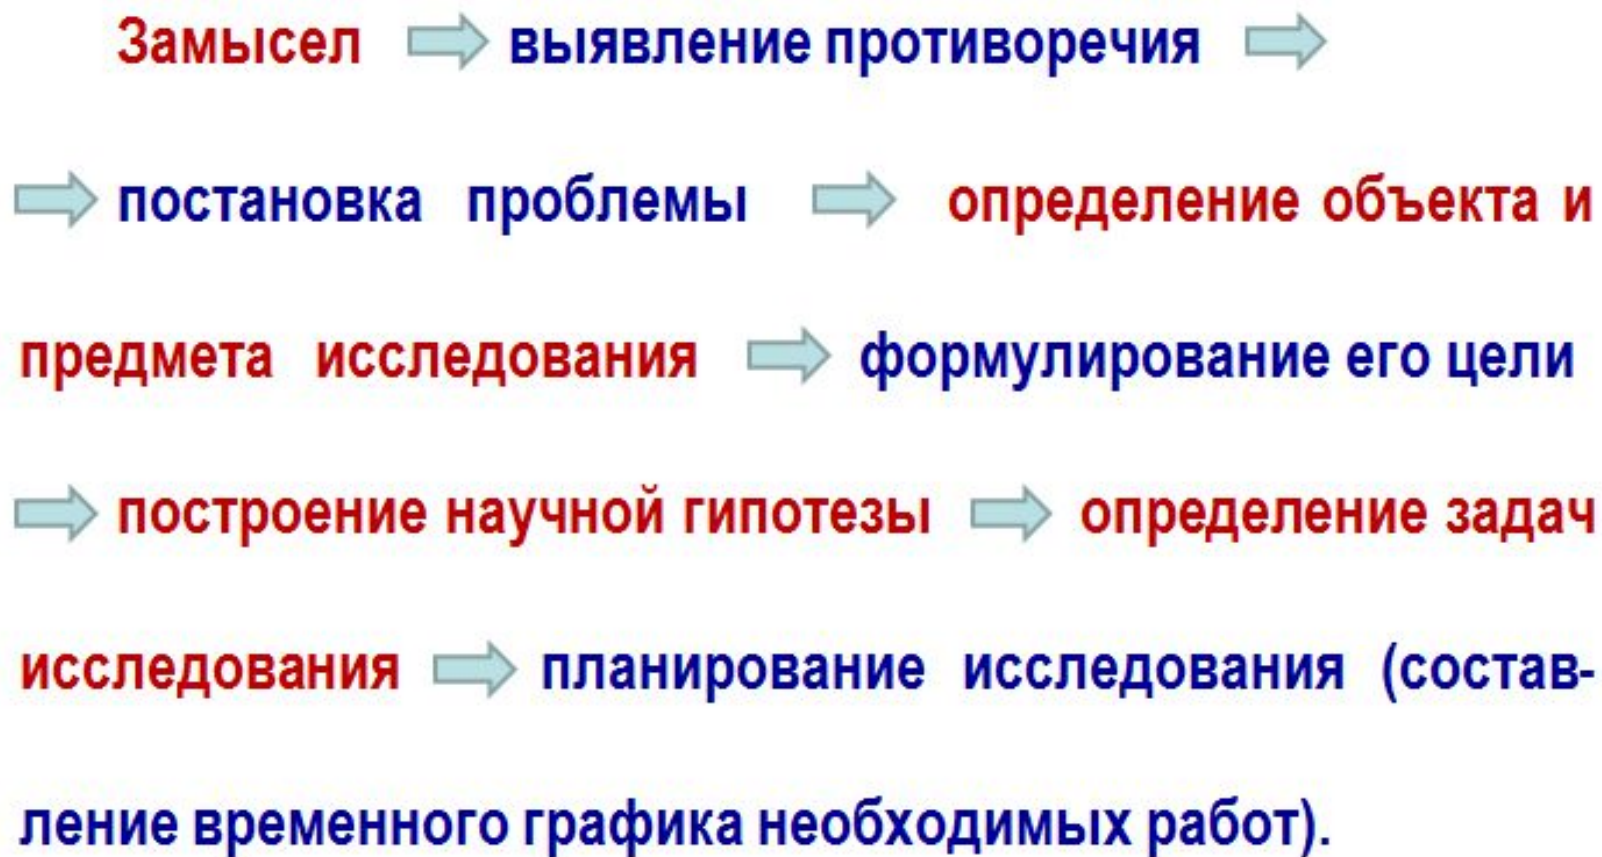 Замысел выявление противоречия
постановка проблемы определение объекта и
предмета исследования формулирование его цели
построение научной гипотезы определение задач
исследования планирование исследования (состав-
ление временного графика необходимых работ).